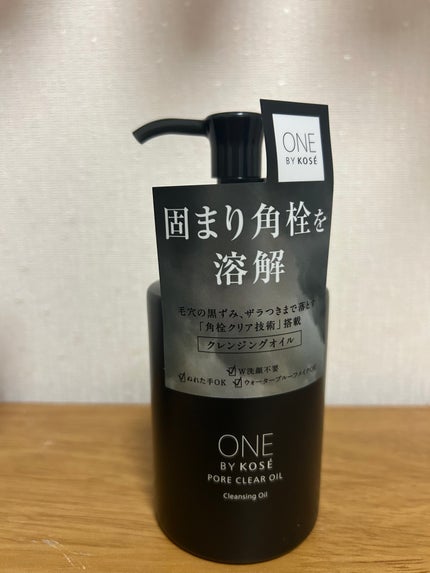 ONE
BY KOSÉ
固まり角栓を
溶解
毛穴の黒ずみ、ザラつきまで落とす
「角栓クリア技術」搭載
クレンジングオイル
W洗顔不要
ぬれた手OK ウォータープルーフメイクOK
ONE
BY KOSÉ
PORE CLEAR OIL
Cleansing Oil